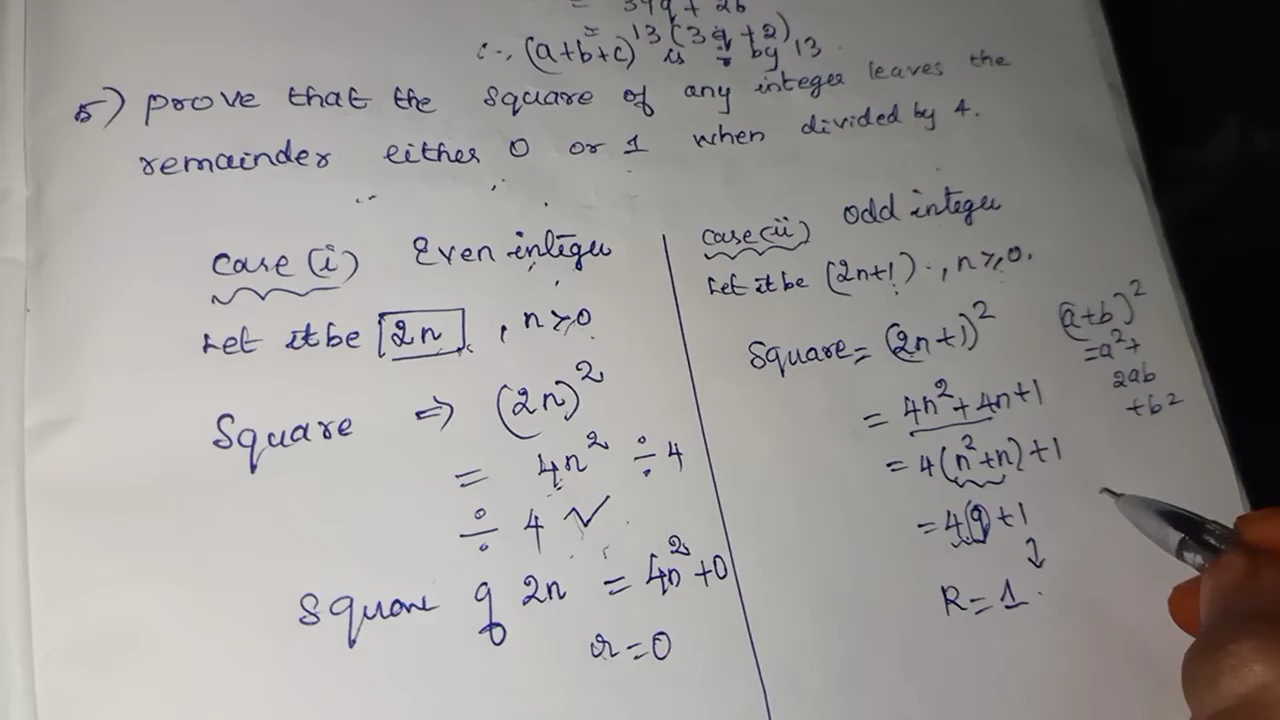 = 39q + 26
= 13(3q + 2)
∴ (a+b+c) is ÷ by 13
5) prove that the square of any integer leaves the
remainder either 0 or 1 when divided by 4.
case (i) Even integer
Let it be 2n, n ≥ 0
Square ⇒ (2n)²
= 4n² ÷ 4
÷ 4 ✓
Square of 2n = 4n² + 0
r = 0
case (ii) Odd integer
Let it be (2n+1), n ≥ 0.
Square = (2n+1)²
= 4n² + 4n + 1
= 4(n² + n) + 1
= 4(q) + 1
↓
R = 1.
(a+b)²
= a² +
2ab
+ b²